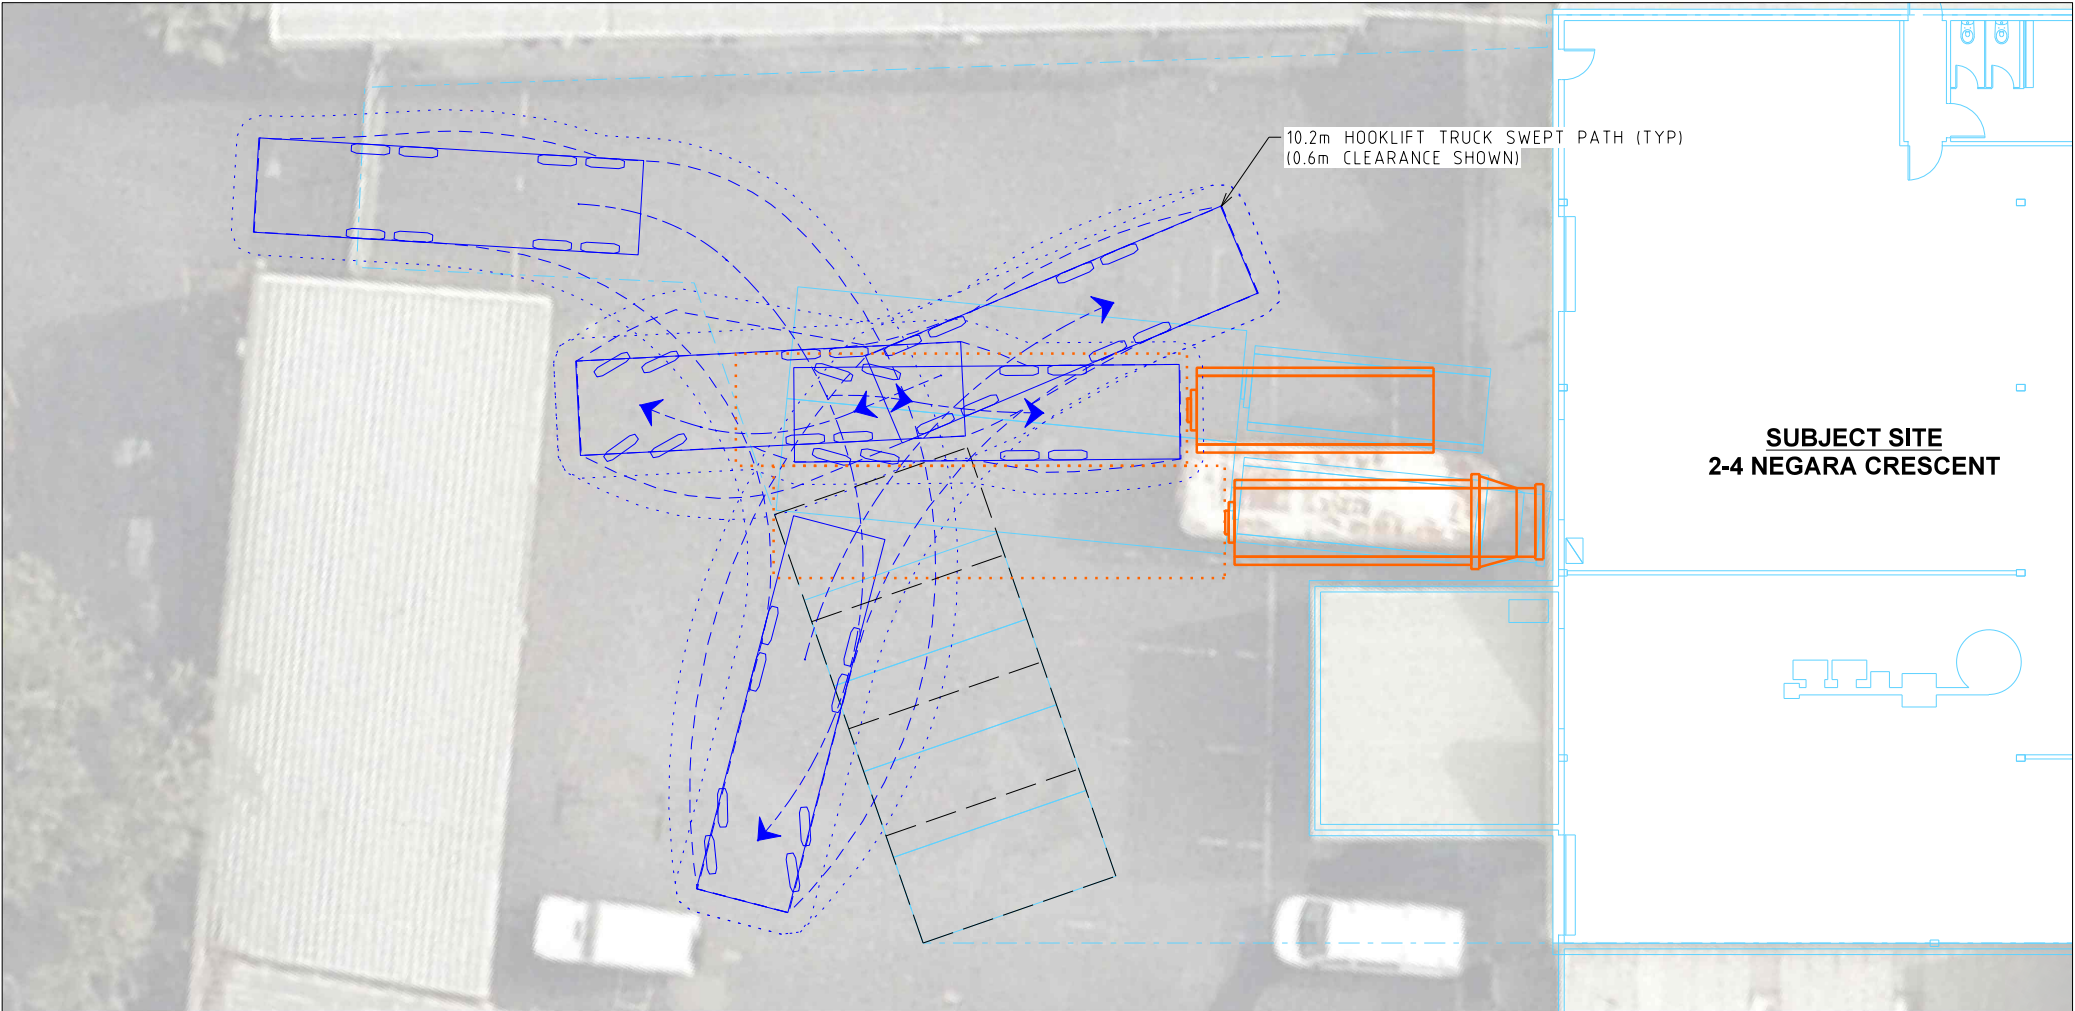 10.2m HOOKLIFT TRUCK SWEPT PATH (TYP)
(0.6m CLEARANCE SHOWN)
SUBJECT SITE
2-4 NEGARA CRESCENT